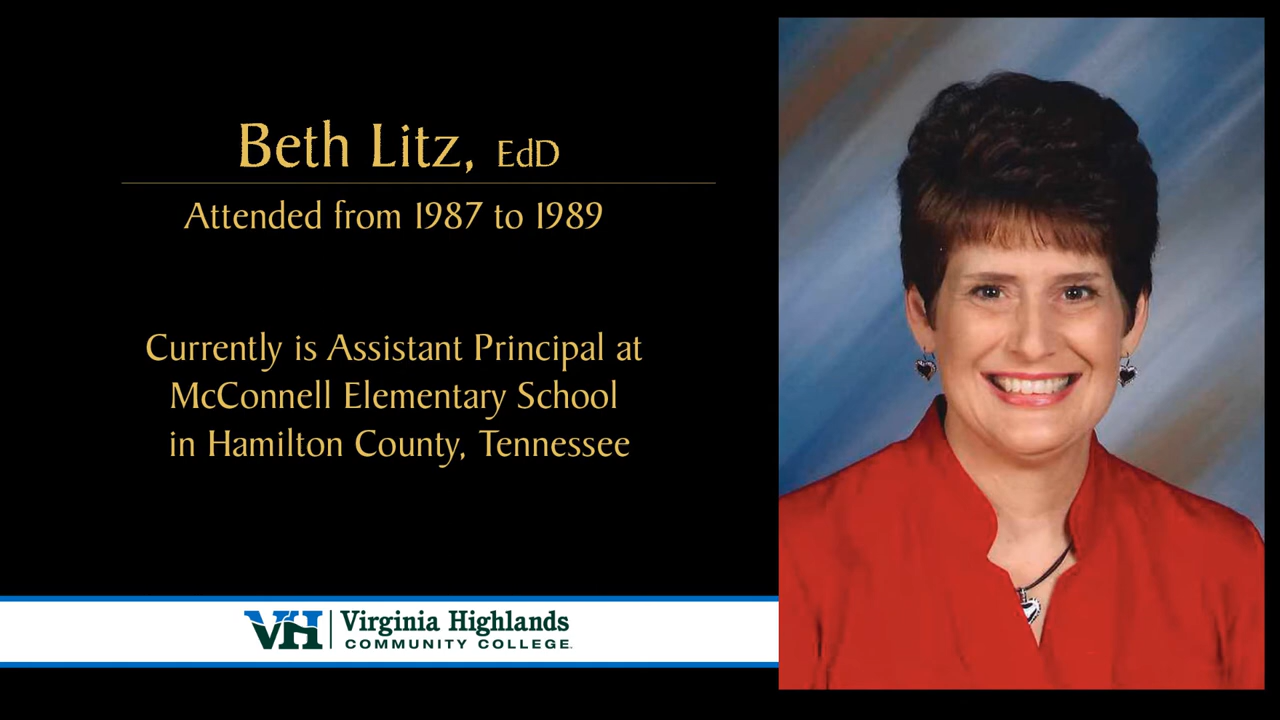 Beth Litz, EdD
Attended from 1987 to 1989
Currently is Assistant Principal at
McConnell Elementary School
in Hamilton County, Tennessee
VH Virginia Highlands
COMMUNITY COLLEGE